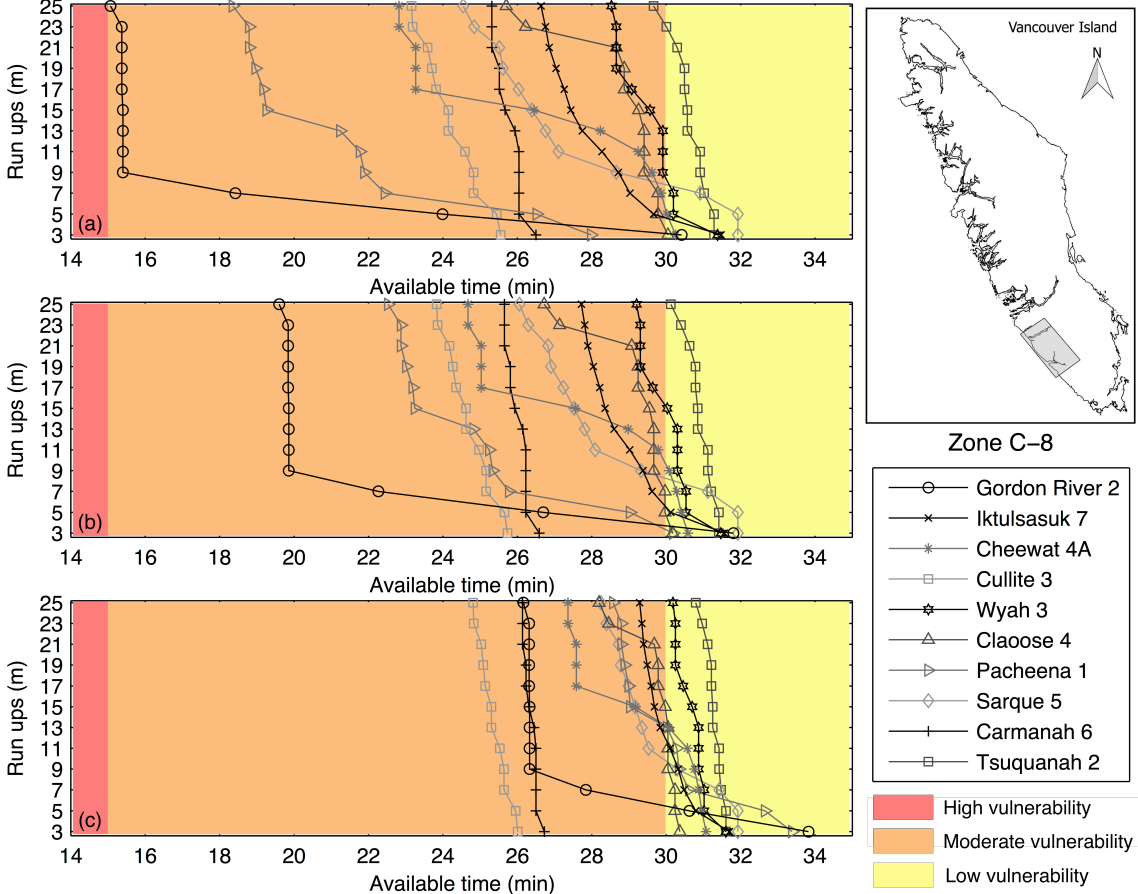 25
23
21
19
17
15
13
11
9
7
5
3
Run ups (m)
(a)
14 16 18 20 22 24 26 28 30 32 34
Available time (min)
25
23
21
19
17
15
13
11
9
7
5
3
Run ups (m)
(b)
14 16 18 20 22 24 26 28 30 32 34
Available time (min)
25
23
21
19
17
15
13
11
9
7
5
3
Run ups (m)
(c)
14 16 18 20 22 24 26 28 30 32 34
Available time (min)
Vancouver Island
N
Zone C-8
Gordon River 2
Iktulsasuk 7
Cheewat 4A
Cullite 3
Wyah 3
Claoose 4
Pacheena 1
Sarque 5
Carmanah 6
Tsuquanah 2
High vulnerability
Moderate vulnerability
Low vulnerability